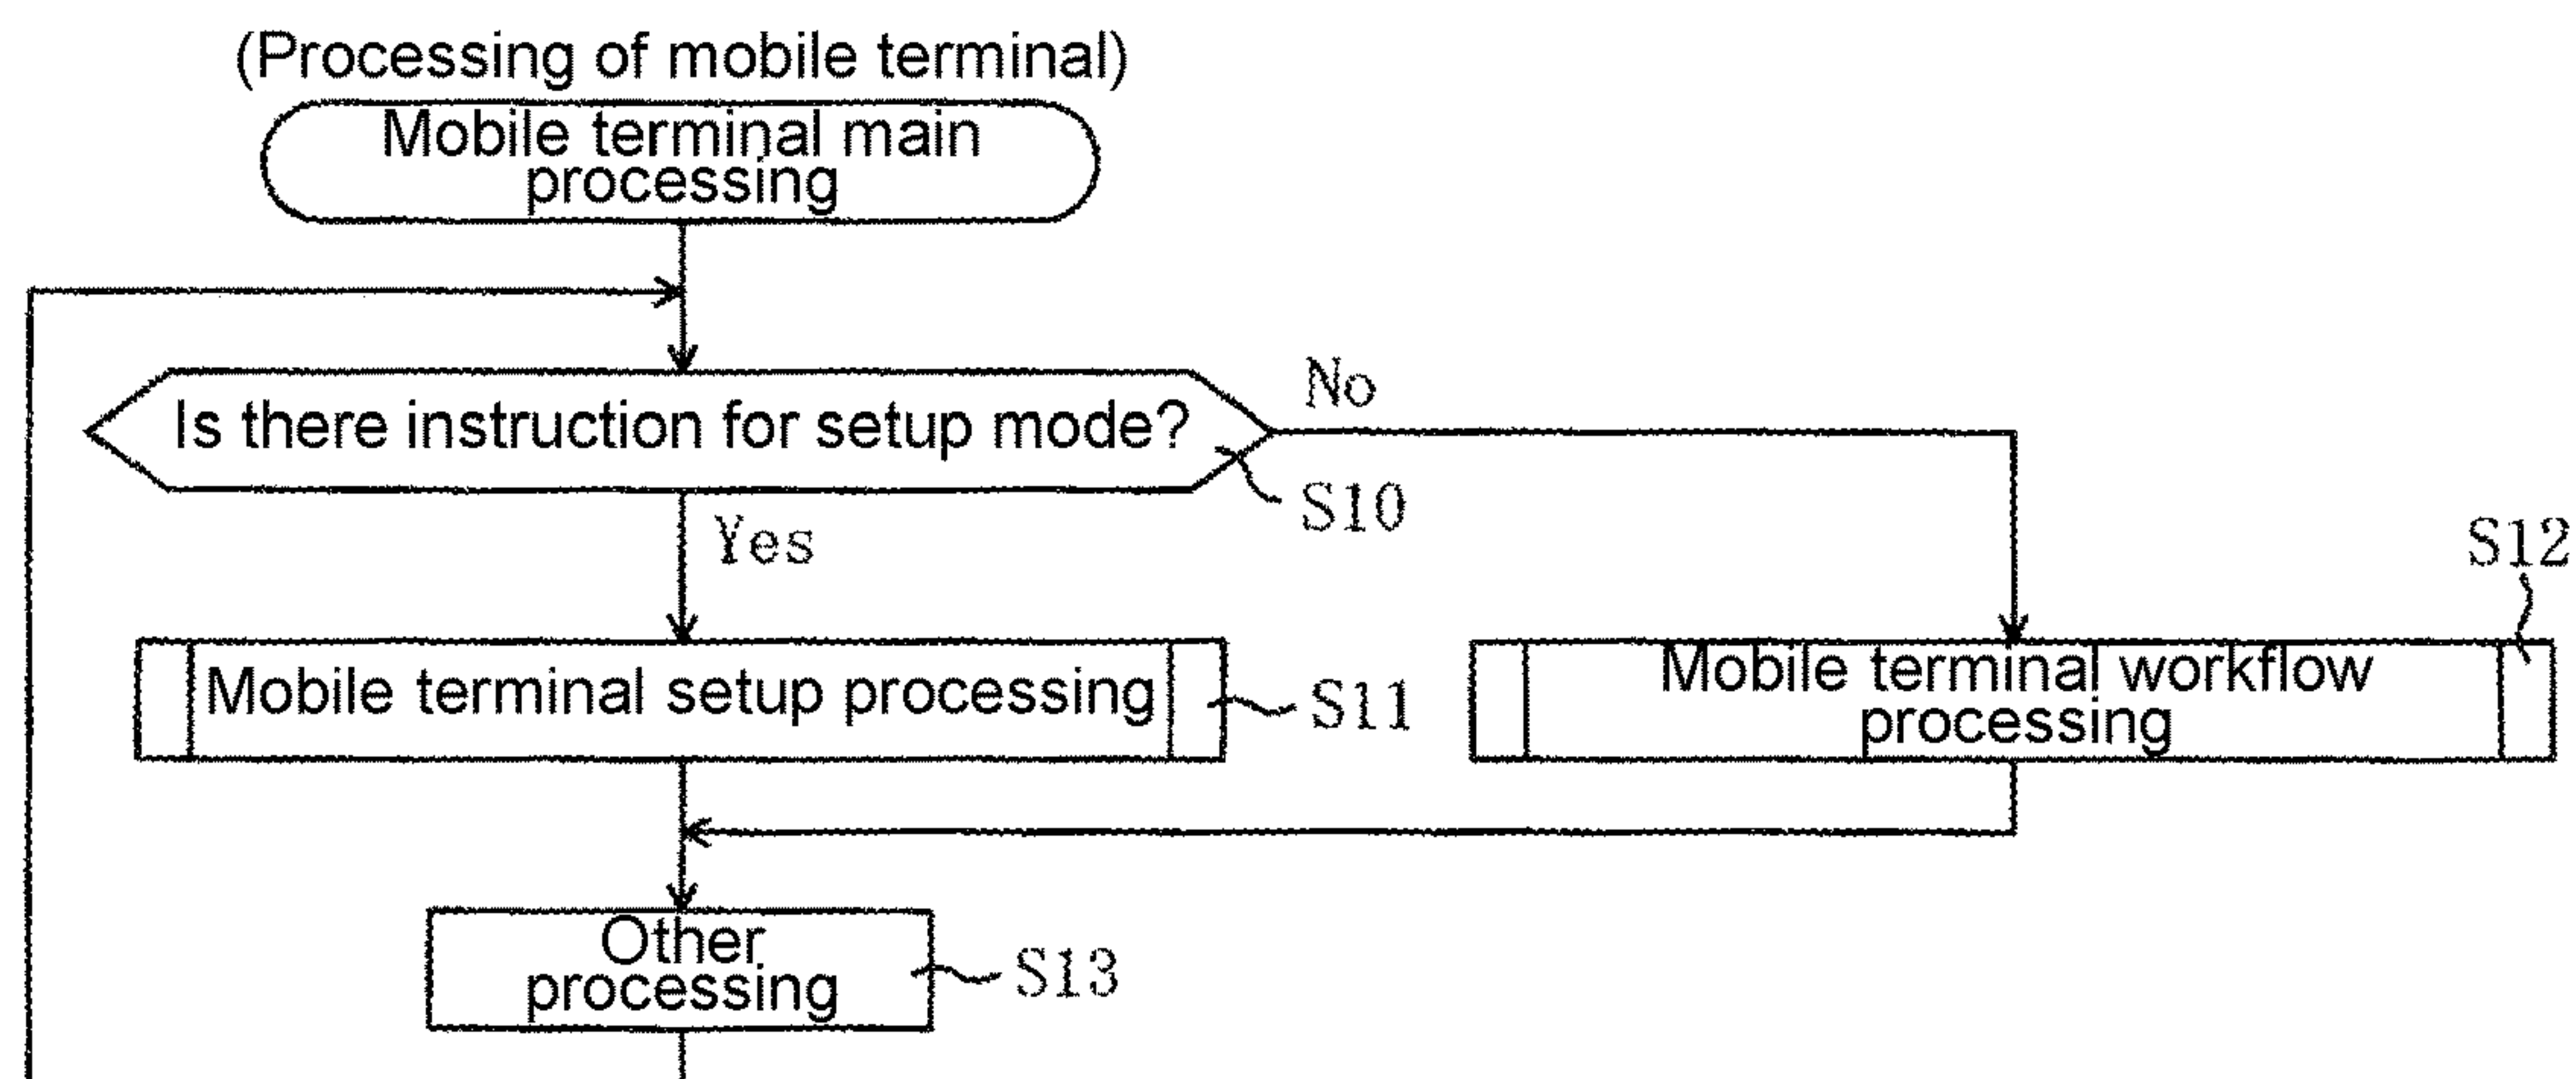 (Processing of mobile terminal)
Mobile terminal main
processing
Is there instruction for setup mode?
No
S10
Yes
S12
Mobile terminal setup processing
S11
Mobile terminal workflow
processing
Other
processing
S13